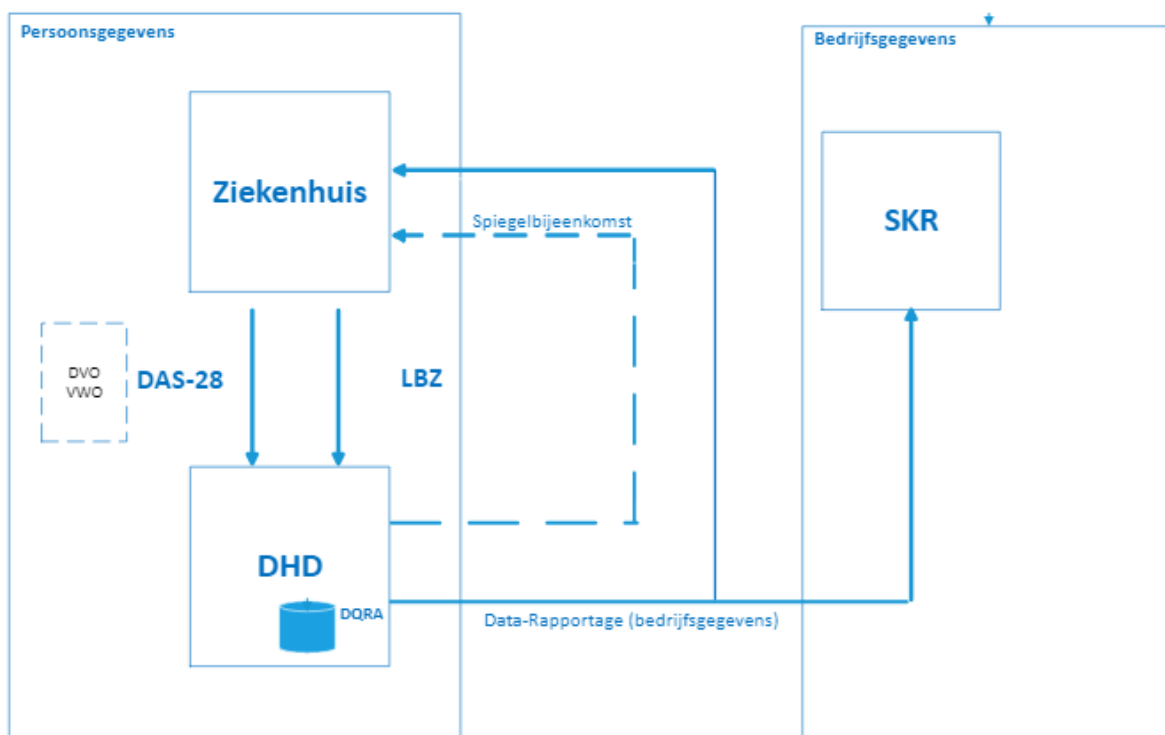 Persoonsgegevens
Bedrijfsgegevens
Ziekenhuis
SKR
Spiegelbijeenkomst
DVO
VWO
DAS-28
LBZ
DHD
DQRA
Data-Rapportage (bedrijfsgegevens)